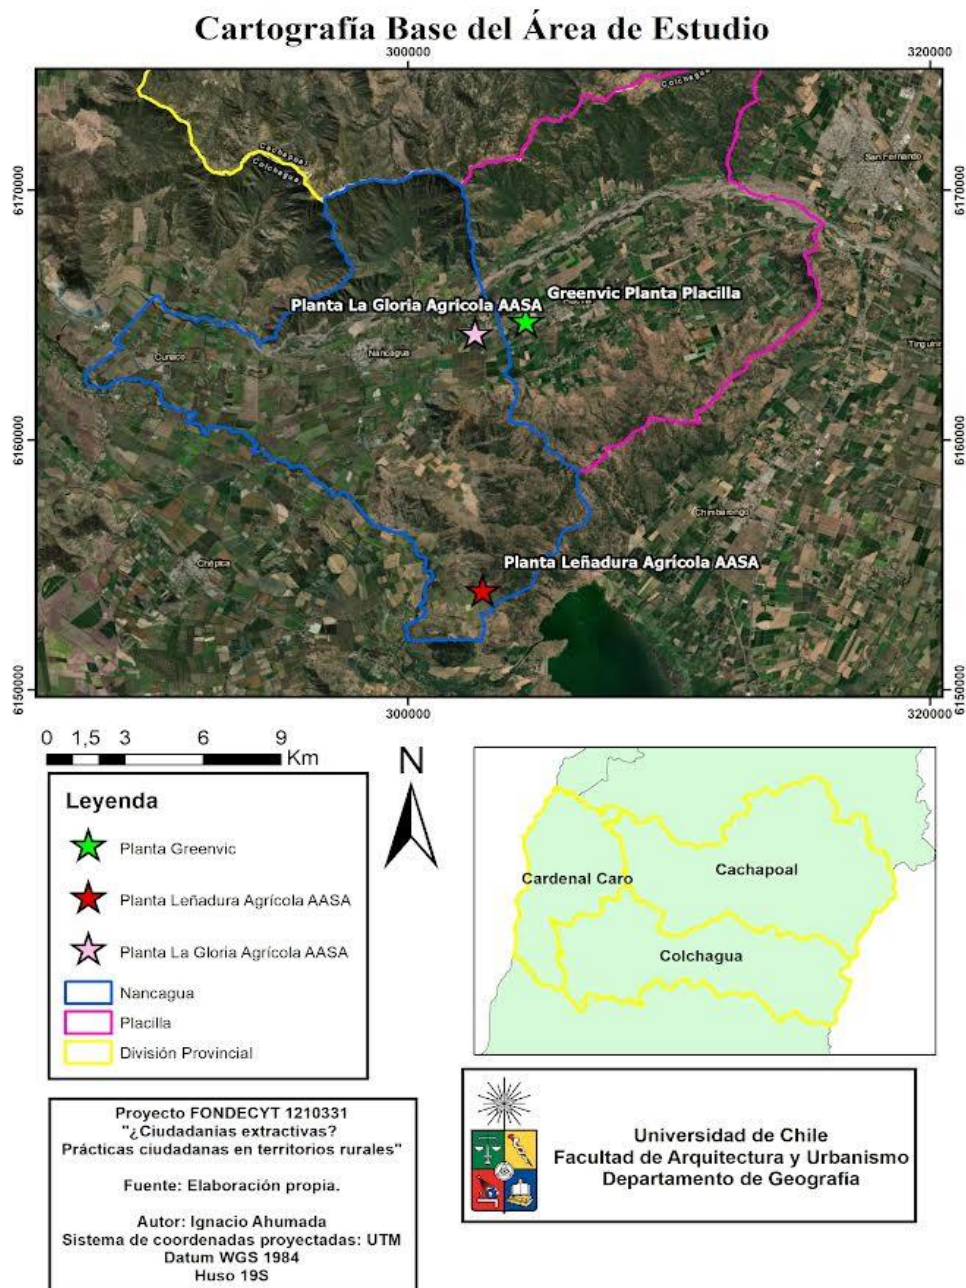 Cartografía Base del Área de Estudio
300000
320000
Colchagua
Cachapoal
Colchagua
San Fernando
6170000
6170000
Planta La Gloria Agricola AASA
Greenvic Planta Placilla
Cunaco
Nancagua
6160000
6160000
Chimbarongo
Chépica
Planta Leñadura Agrícola AASA
6150000
6150000
300000
320000
0 1,5 3 6 9
Km
N
Leyenda
Planta Greenvic
Planta Leñadura Agrícola AASA
Planta La Gloria Agrícola AASA
Nancagua
Placilla
División Provincial
Cardenal Caro
Cachapoal
Colchagua
Proyecto FONDECYT 1210331
"¿Ciudadanías extractivas?
Prácticas ciudadanas en territorios rurales"
Fuente: Elaboración propia.
Autor: Ignacio Ahumada
Sistema de coordenadas proyectadas: UTM
Datum WGS 1984
Huso 19S
Universidad de Chile
Facultad de Arquitectura y Urbanismo
Departamento de Geografía